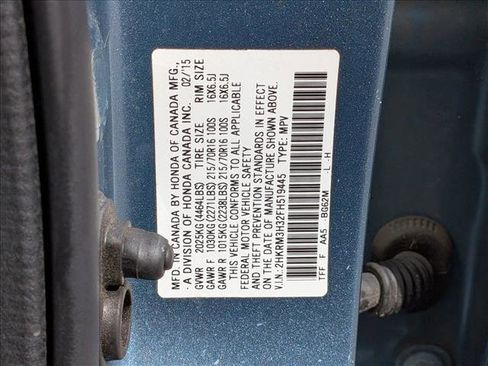 MFD. IN CANADA BY HONDA OF CANADA MFG.,
- A DIVISION OF HONDA CANADA INC. 02/15
GVWR 2025KG(4464LBS) TIRE SIZE RIM SIZE
GAWR F 1030KG(2271LBS) 215/70R16 100S 16X6.5J
GAWR R 1015KG(2238LBS) 215/70R16 100S 16X6.5J
THIS VEHICLE CONFORMS TO ALL APPLICABLE
FEDERAL MOTOR VEHICLE SAFETY
AND THEFT PREVENTION STANDARDS IN EFFECT
ON THE DATE OF MANUFACTURE SHOWN ABOVE.
V.I.N.:2HKRM3H32FH519445 TYPE: MPV
TFF F AA5 BG62M -L -H